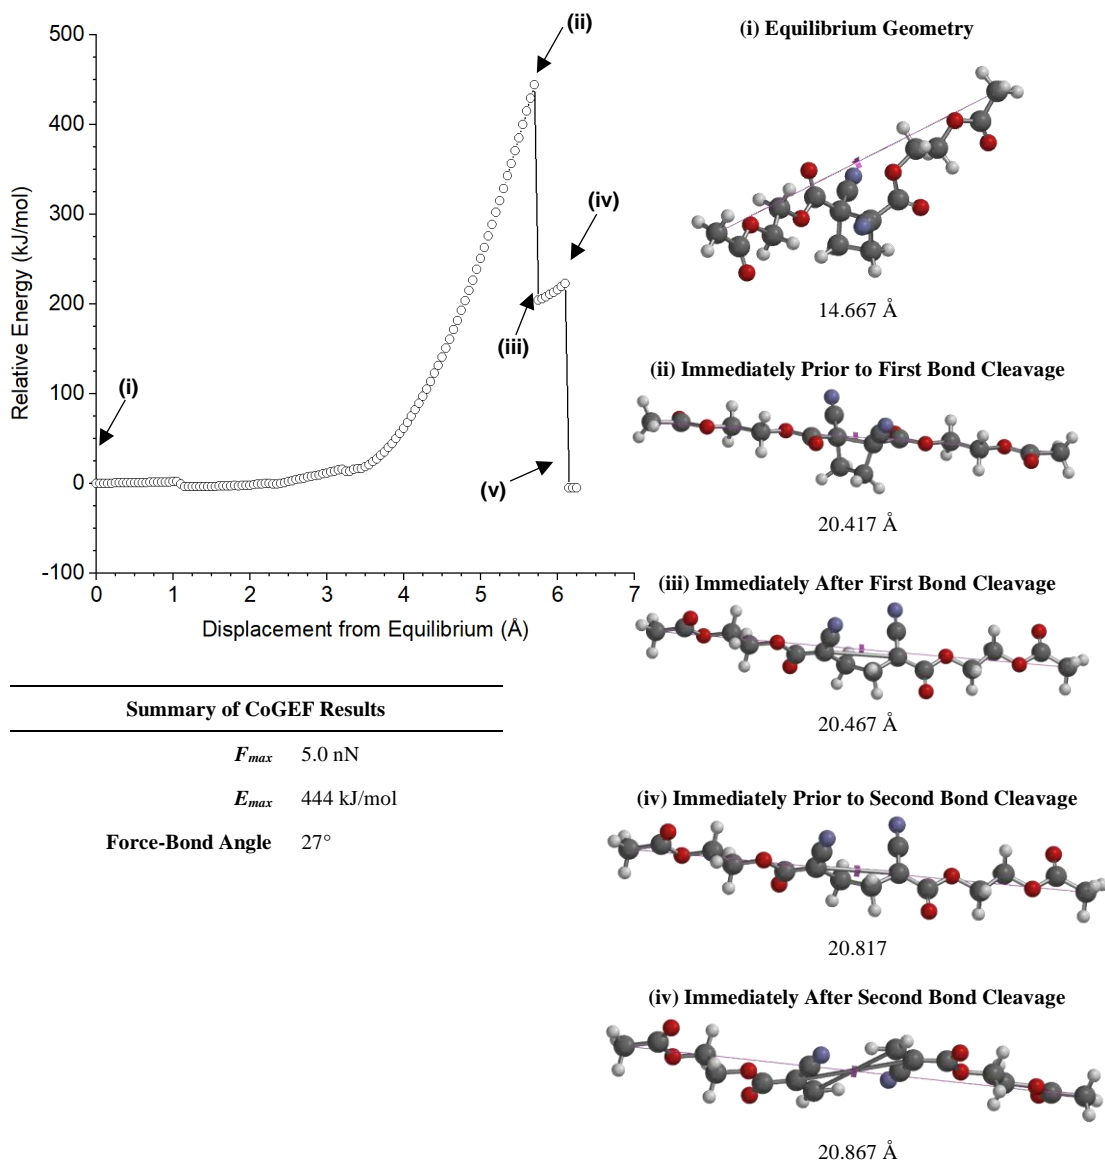 500
400
300
200
100
0
-100
Relative Energy (kJ/mol)
0 1 2 3 4 5 6 7
Displacement from Equilibrium (Å)
(i)
(ii)
(iii)
(iv)
(v)
Summary of CoGEF Results
Fmax 5.0 nN
Emax 444 kJ/mol
Force-Bond Angle 27°
(i) Equilibrium Geometry
14.667 Å
(ii) Immediately Prior to First Bond Cleavage
20.417 Å
(iii) Immediately After First Bond Cleavage
20.467 Å
(iv) Immediately Prior to Second Bond Cleavage
20.817
(iv) Immediately After Second Bond Cleavage
20.867 Å